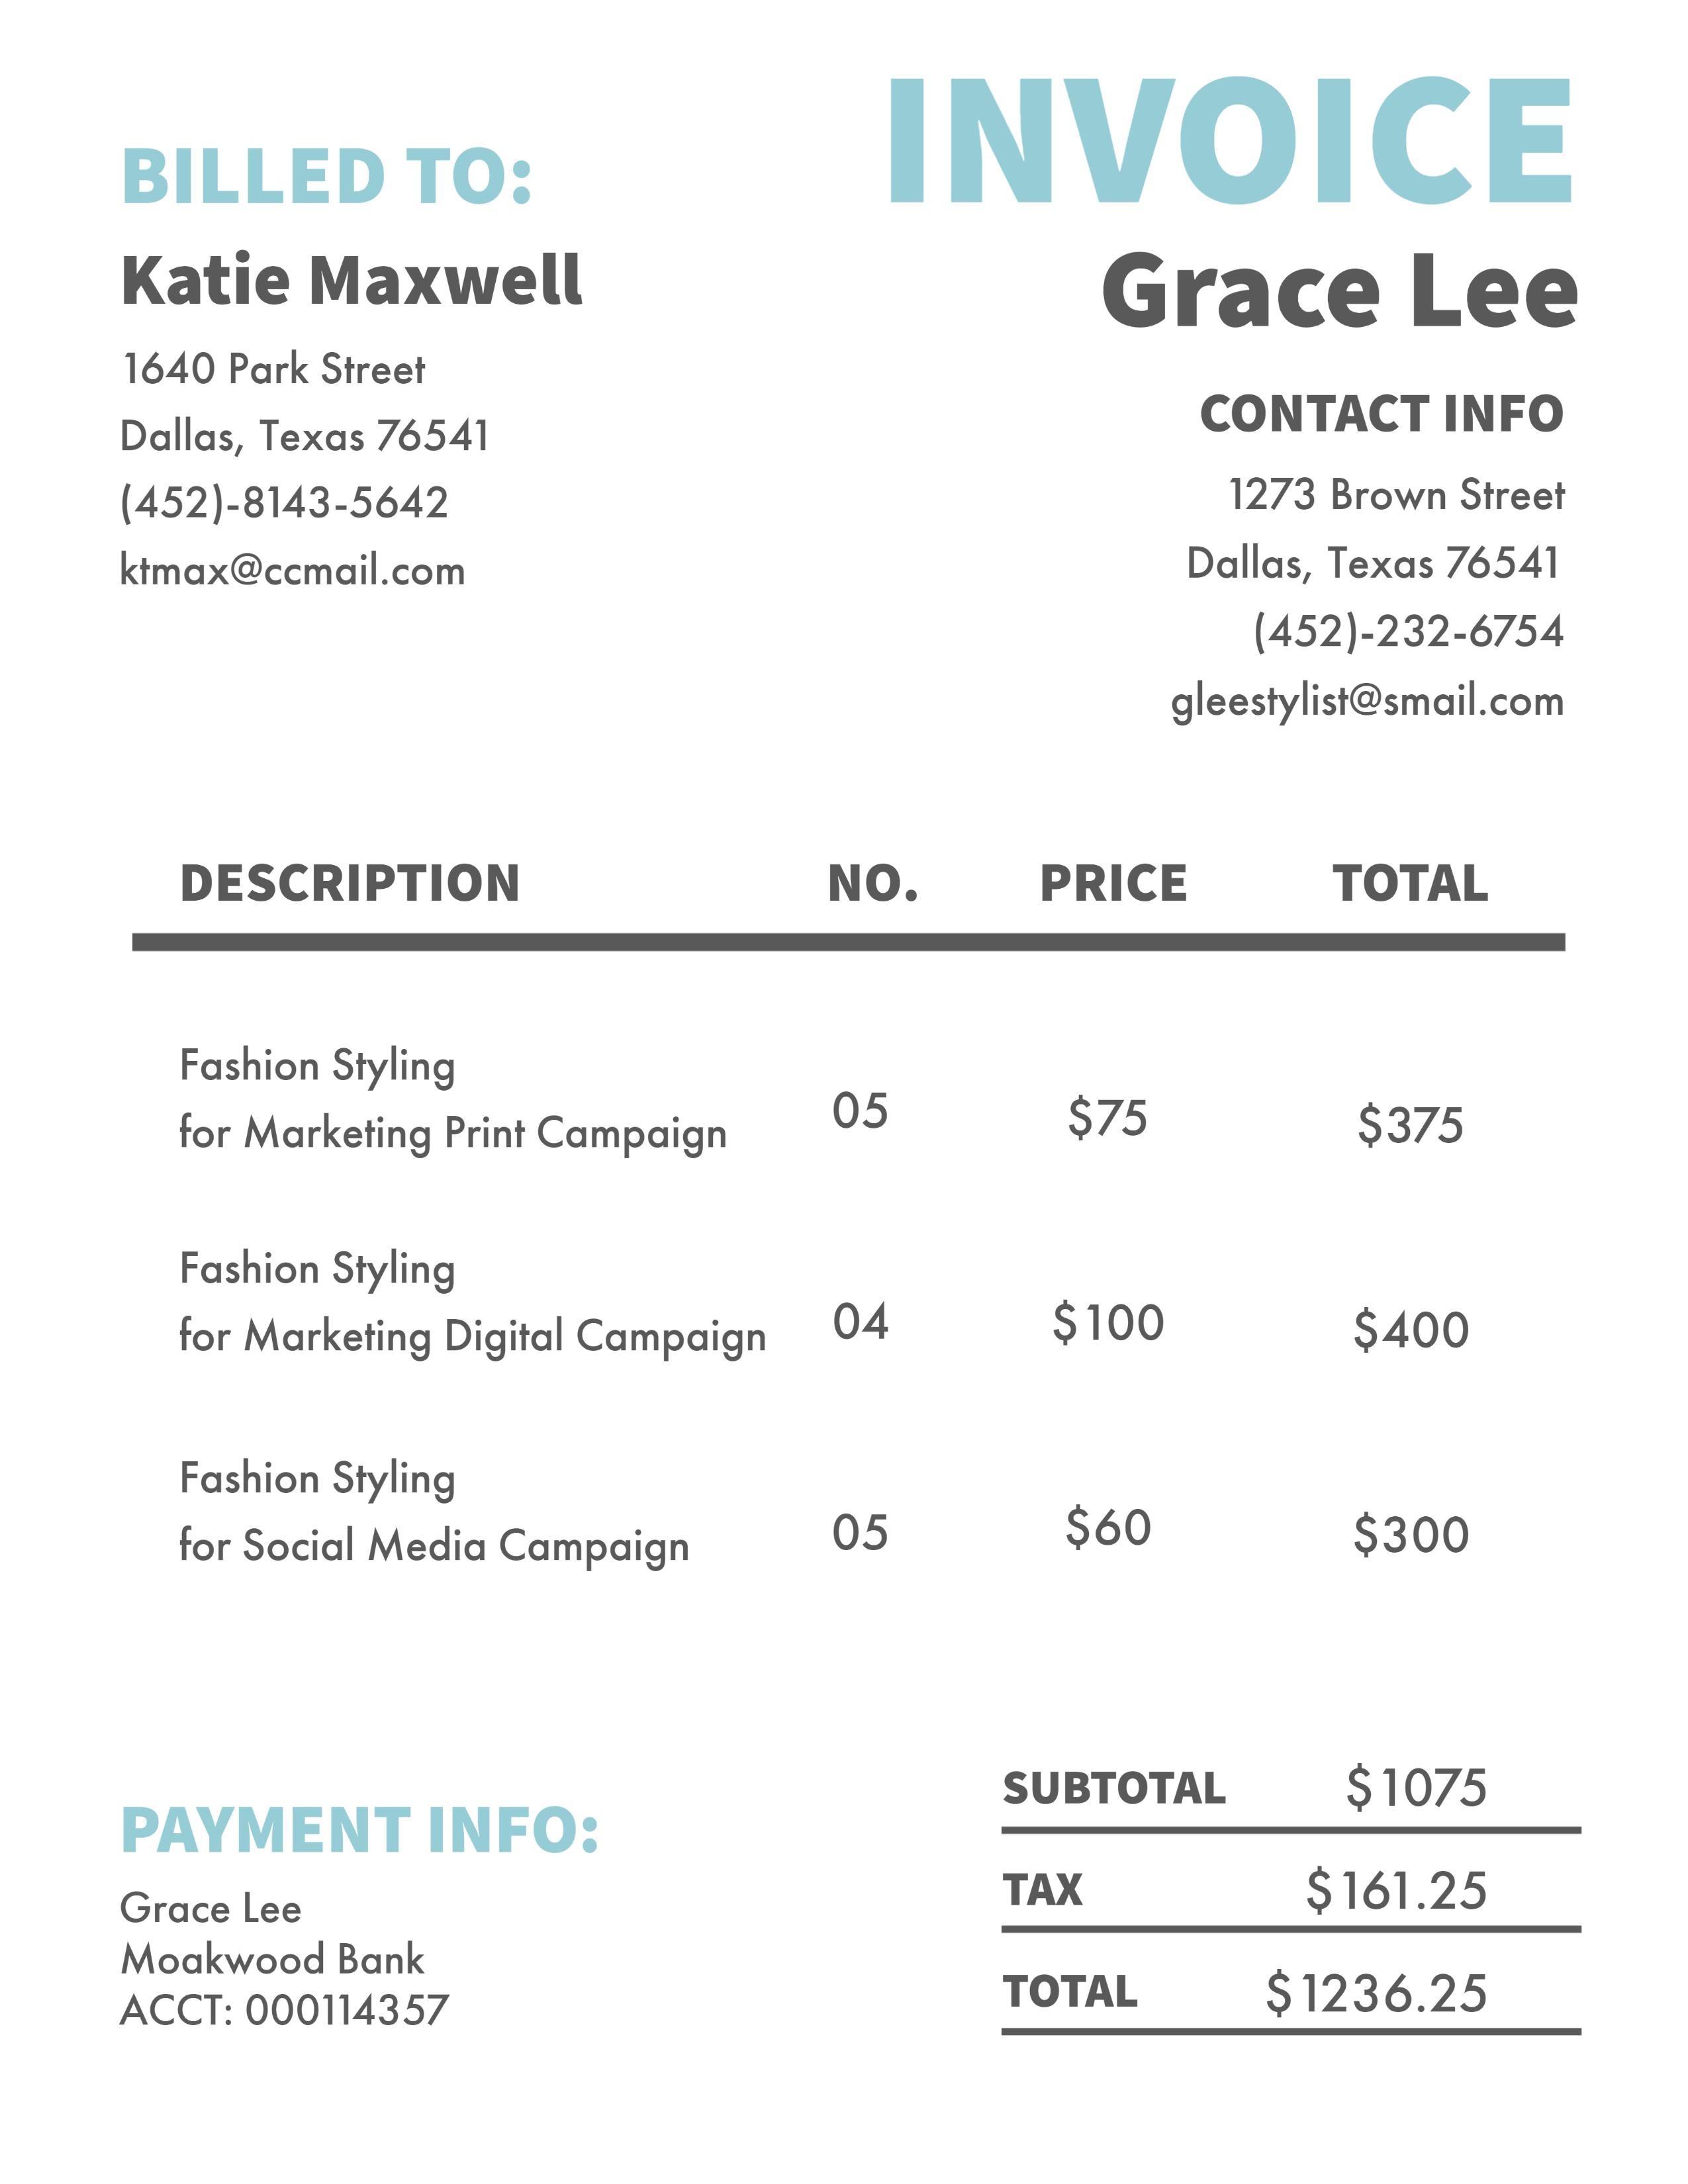 INVOICE
BILLED TO:
Katie Maxwell
1640 Park Street
Dallas, Texas 76541
(452)-8143-5642
ktmax@ccmail.com
Grace Lee
CONTACT INFO
1273 Brown Street
Dallas, Texas 76541
(452)-232-6754
gleestylist@smail.com
DESCRIPTION NO. PRICE TOTAL
Fashion Styling
for Marketing Print Campaign 05 $75 $375
Fashion Styling
for Marketing Digital Campaign 04 $100 $400
Fashion Styling
for Social Media Campaign 05 $60 $300
SUBTOTAL $1075
TAX $161.25
TOTAL $1236.25
PAYMENT INFO:
Grace Lee
Moakwood Bank
ACCT: 000114357